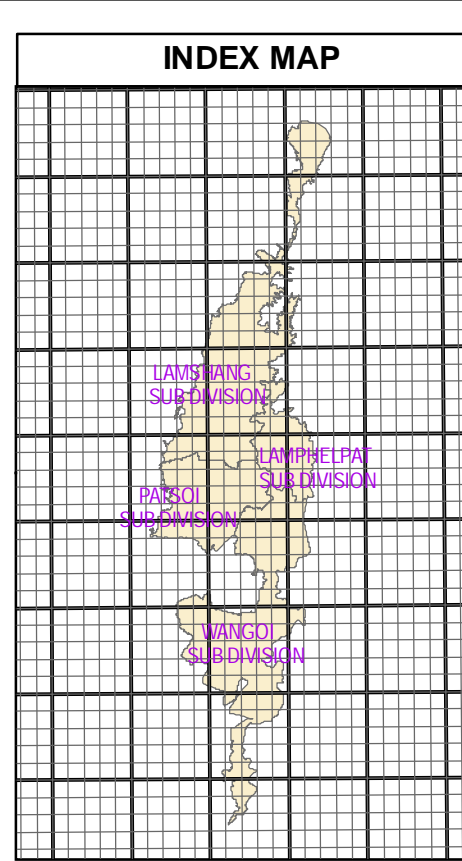 INDEX MAP
LAMSHANG
SUB DIVISION
LAMPHELPAT
SUB DIVISION
PATSOI
SUB DIVISION
WANGOI
SUB DIVISION